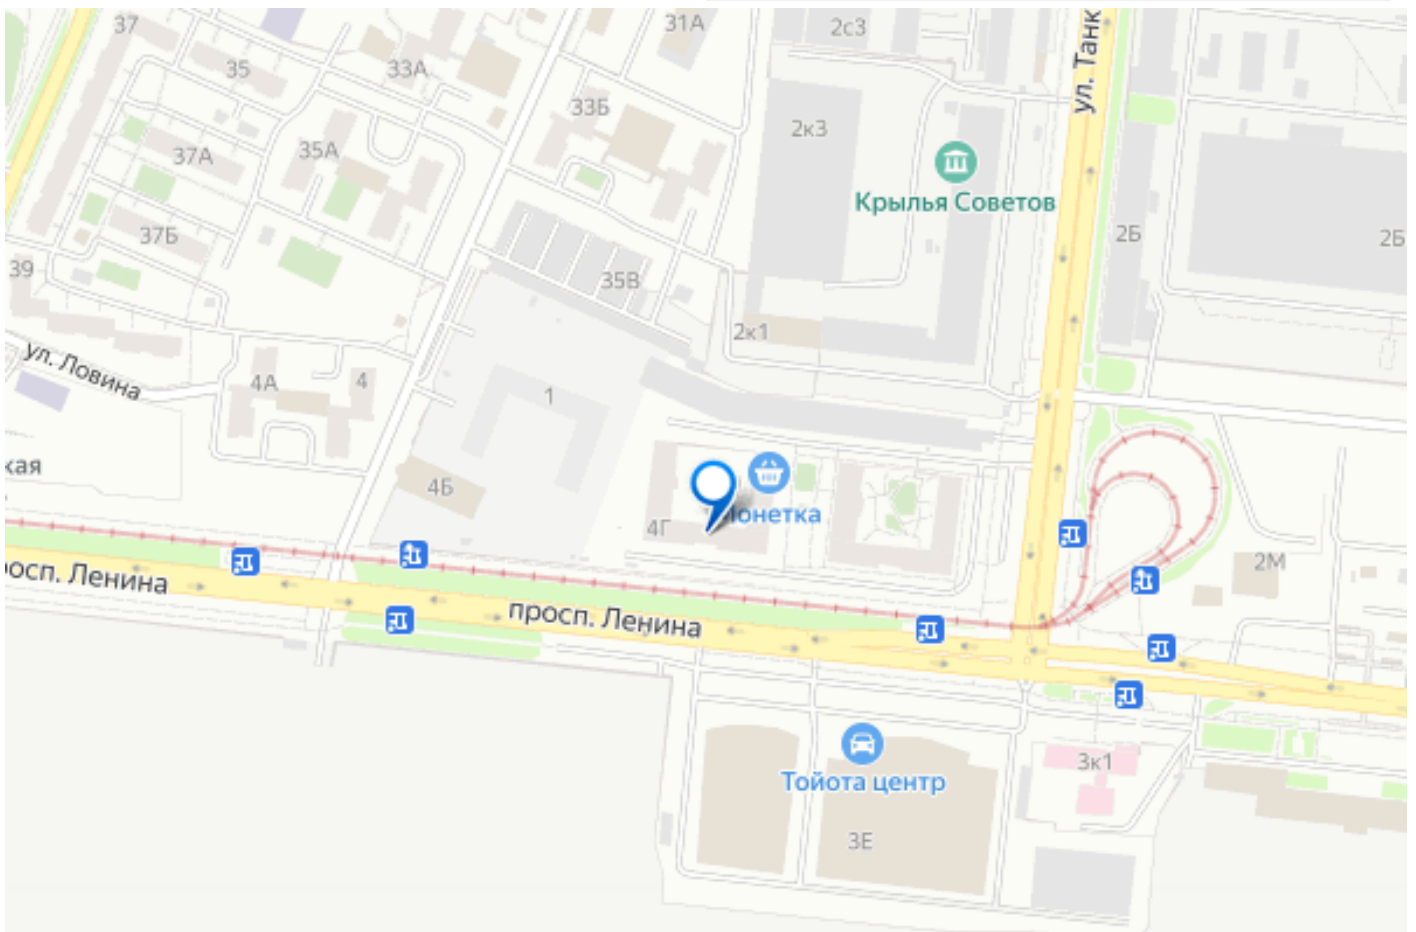 37
31А
2с3
ул. Танк
35
33А
33Б
2к3
37А
35А
Крылья Советов
37Б
2Б
2Б
39
35В
2к1
ул. Ловина
4А
4
1
кая
4Б
4Г
Монетка
2М
осп. Ленина
просп. Ленина
3к1
Тойота центр
3Е